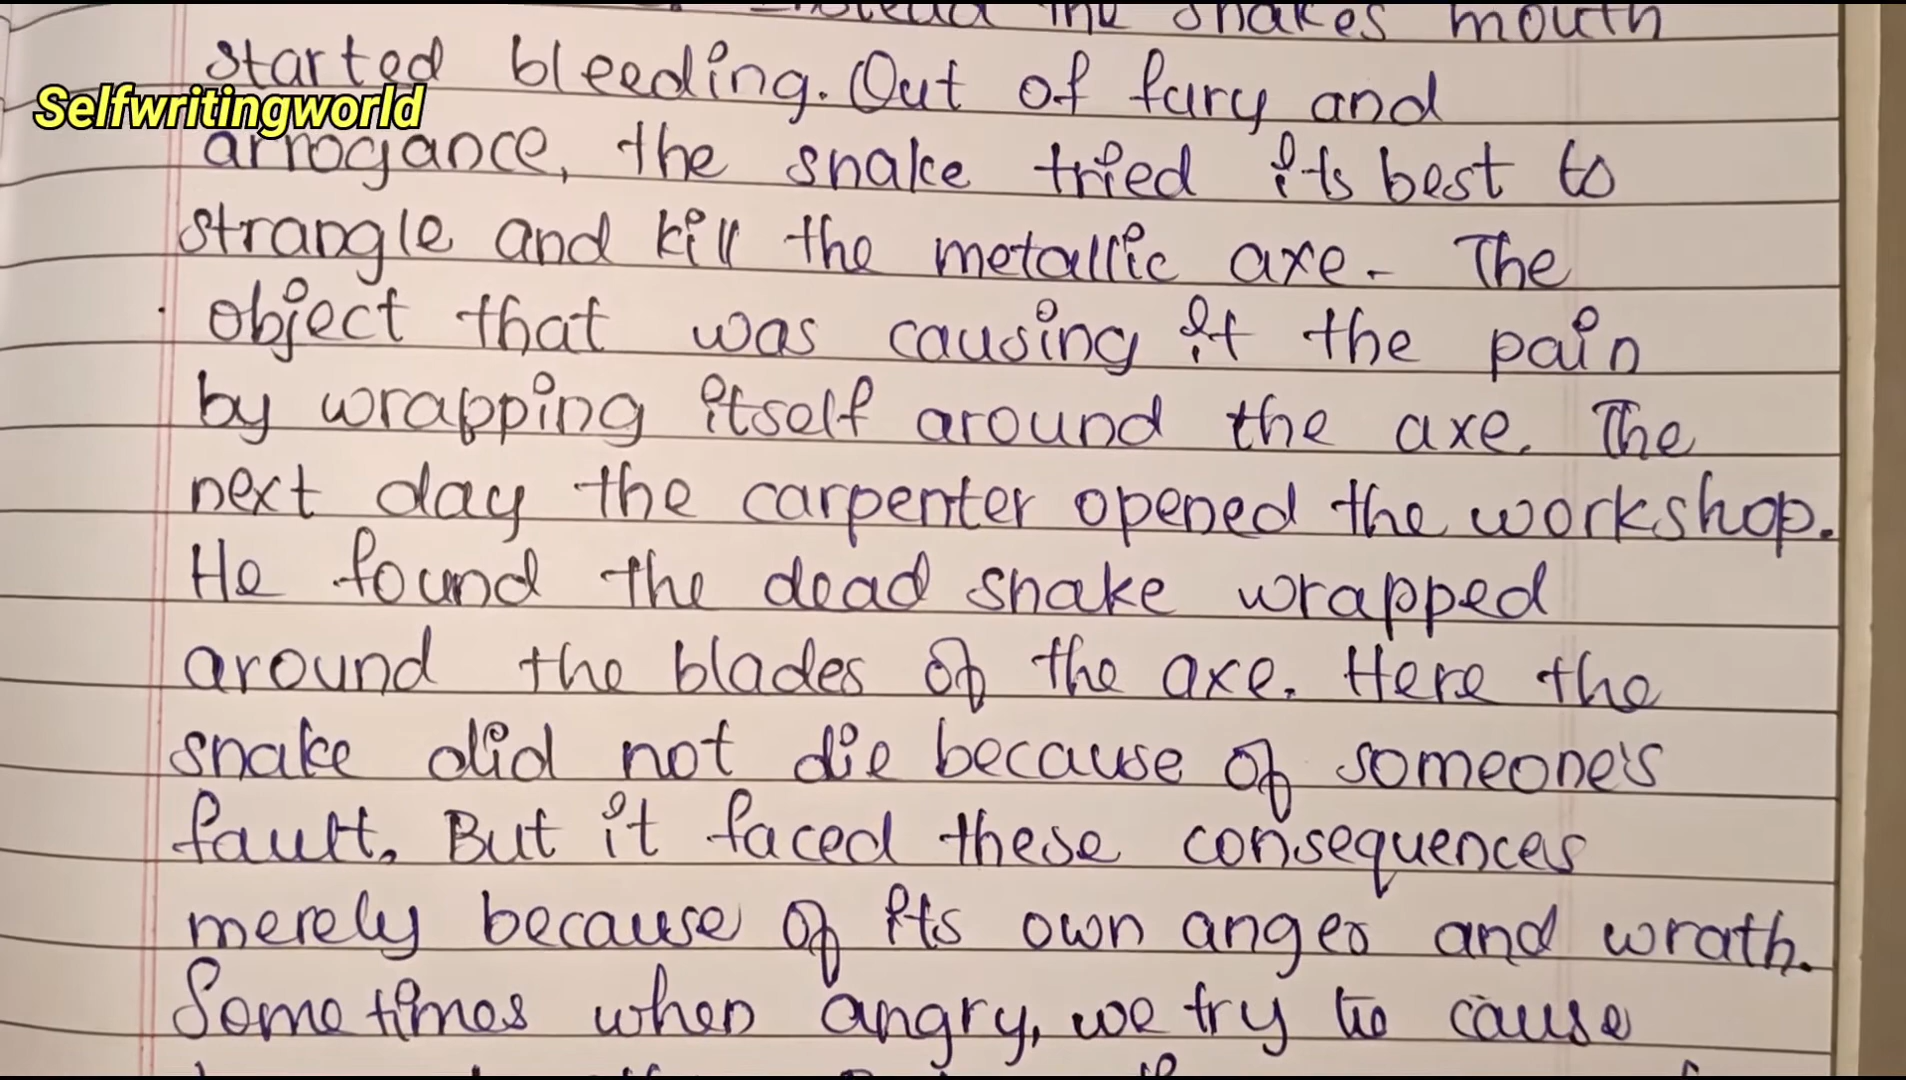 Instead the snakes mouth
started bleeding. Out of fury and
Selfwritingworld
arrogance, the snake tried its best to
strangle and kill the metallic axe. The
object that was causing it the pain
by wrapping itself around the axe. The
next day the carpenter opened the workshop.
He found the dead snake wrapped
around the blades of the axe. Here the
snake did not die because of someone's
fault. But it faced these consequences
merely because of its own anger and wrath.
Sometimes when angry, we try to cause